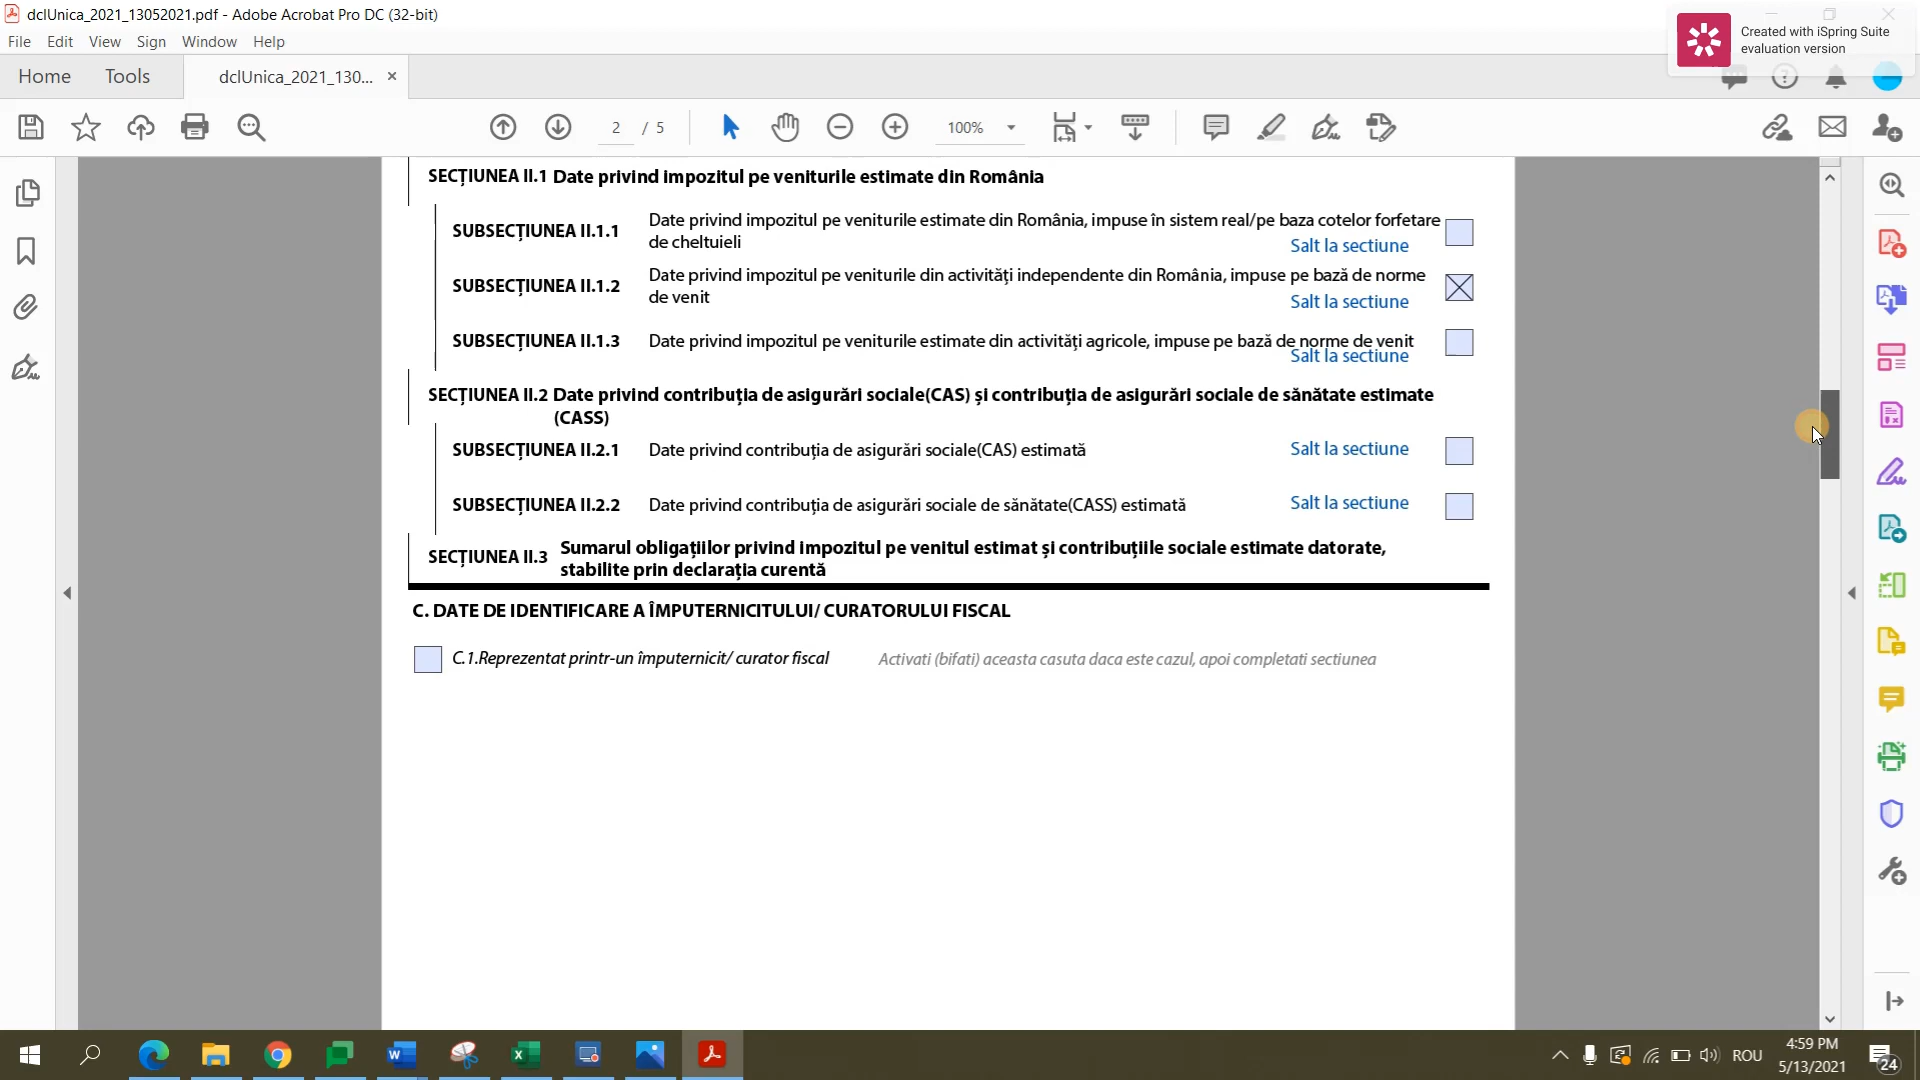 dclUnica_2021_13052021.pdf - Adobe Acrobat Pro DC (32-bit)
File Edit View Sign Window Help
Created with iSpring Suite
evaluation version
Home Tools dclUnica_2021_130... ×
2 / 5 100%
SECȚIUNEA II.1 Date privind impozitul pe veniturile estimate din România
SUBSECȚIUNEA II.1.1 Date privind impozitul pe veniturile estimate din România, impuse în sistem real/pe baza cotelor forfetare
de cheltuieli
Salt la sectiune
SUBSECȚIUNEA II.1.2 Date privind impozitul pe veniturile din activități independente din România, impuse pe bază de norme
de venit
Salt la sectiune
SUBSECȚIUNEA II.1.3 Date privind impozitul pe veniturile estimate din activități agricole, impuse pe bază de norme de venit
Salt la sectiune
SECȚIUNEA II.2 Date privind contribuția de asigurări sociale(CAS) și contribuția de asigurări sociale de sănătate estimate
(CASS)
SUBSECȚIUNEA II.2.1 Date privind contribuția de asigurări sociale(CAS) estimată Salt la sectiune
SUBSECȚIUNEA II.2.2 Date privind contribuția de asigurări sociale de sănătate(CASS) estimată Salt la sectiune
SECȚIUNEA II.3 Sumarul obligațiilor privind impozitul pe venitul estimat și contribuțiile sociale estimate datorate,
stabilite prin declarația curentă
C. DATE DE IDENTIFICARE A ÎMPUTERNICITULUI/ CURATORULUI FISCAL
C.1.Reprezentat printr-un împuternicit/ curator fiscal Activati (bifati) aceasta casuta daca este cazul, apoi completati sectiunea
ROU
4:59 PM
5/13/2021
24